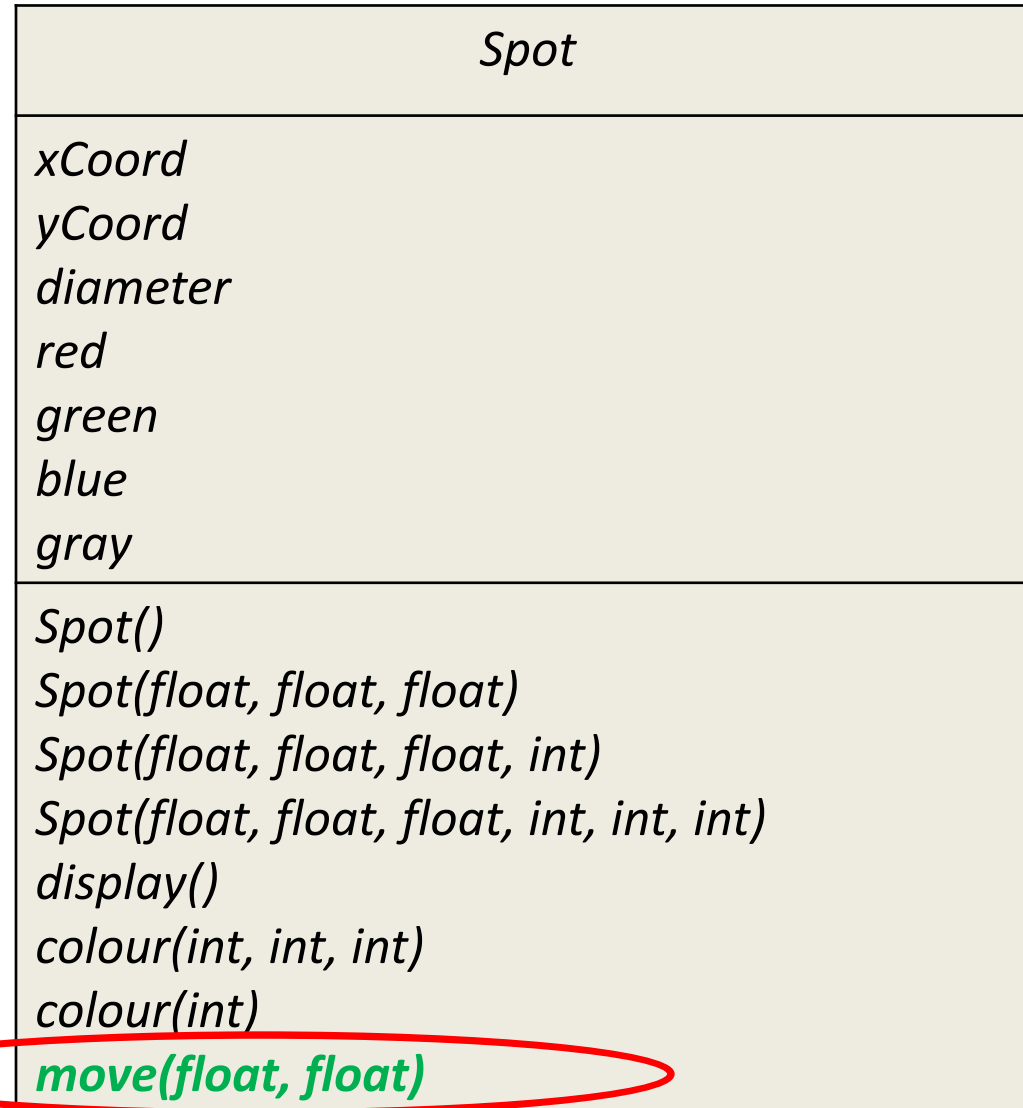 Spot
xCoord
yCoord
diameter
red
green
blue
gray
Spot()
Spot(float, float, float)
Spot(float, float, float, int)
Spot(float, float, float, int, int, int)
display()
colour(int, int, int)
colour(int)
move(float, float)